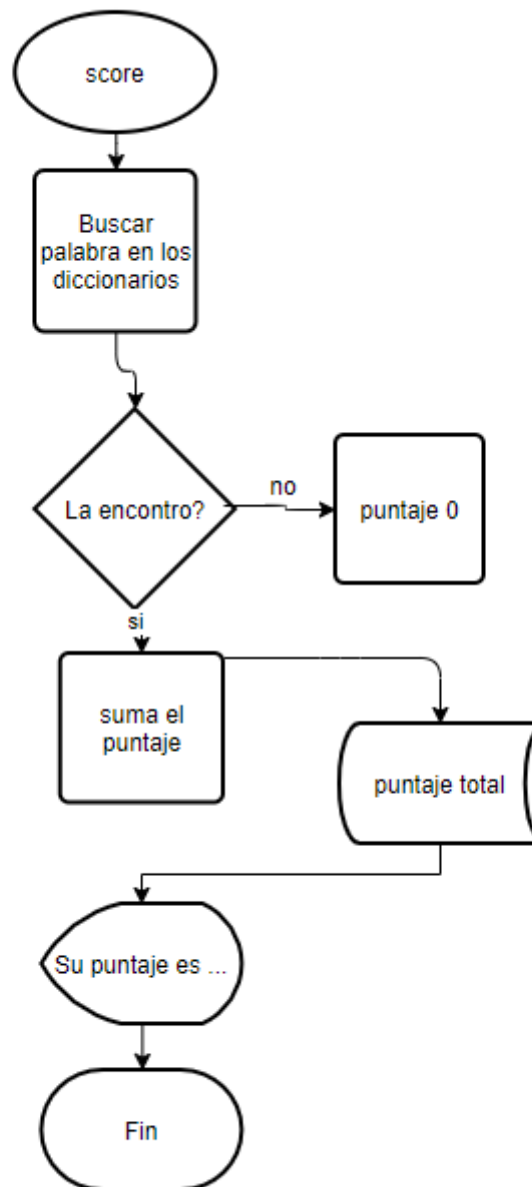 score
Buscar
palabra en los
diccionarios
La encontro?
no
puntaje 0
si
suma el
puntaje
puntaje total
Su puntaje es ...
Fin